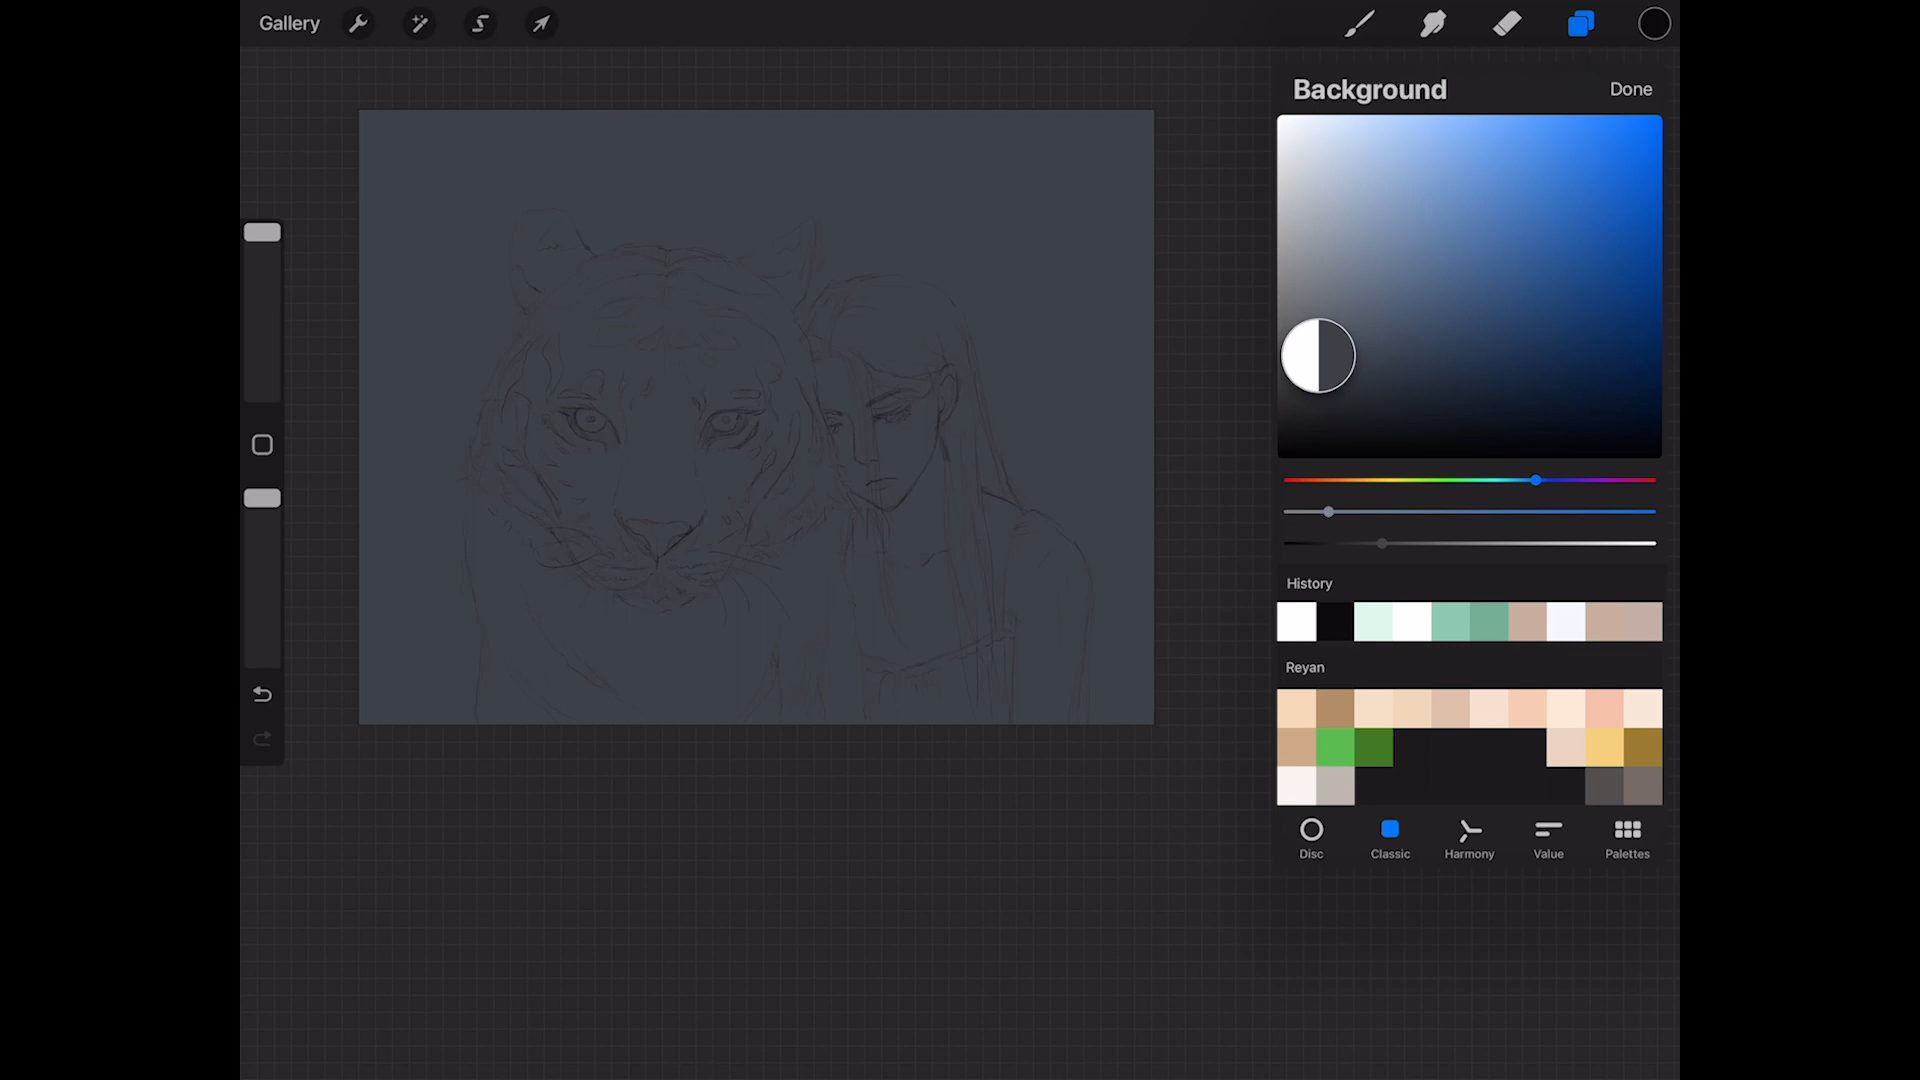 Gallery
Background
Done
History
Reyan
Disc
Classic
Harmony
Value
Palettes